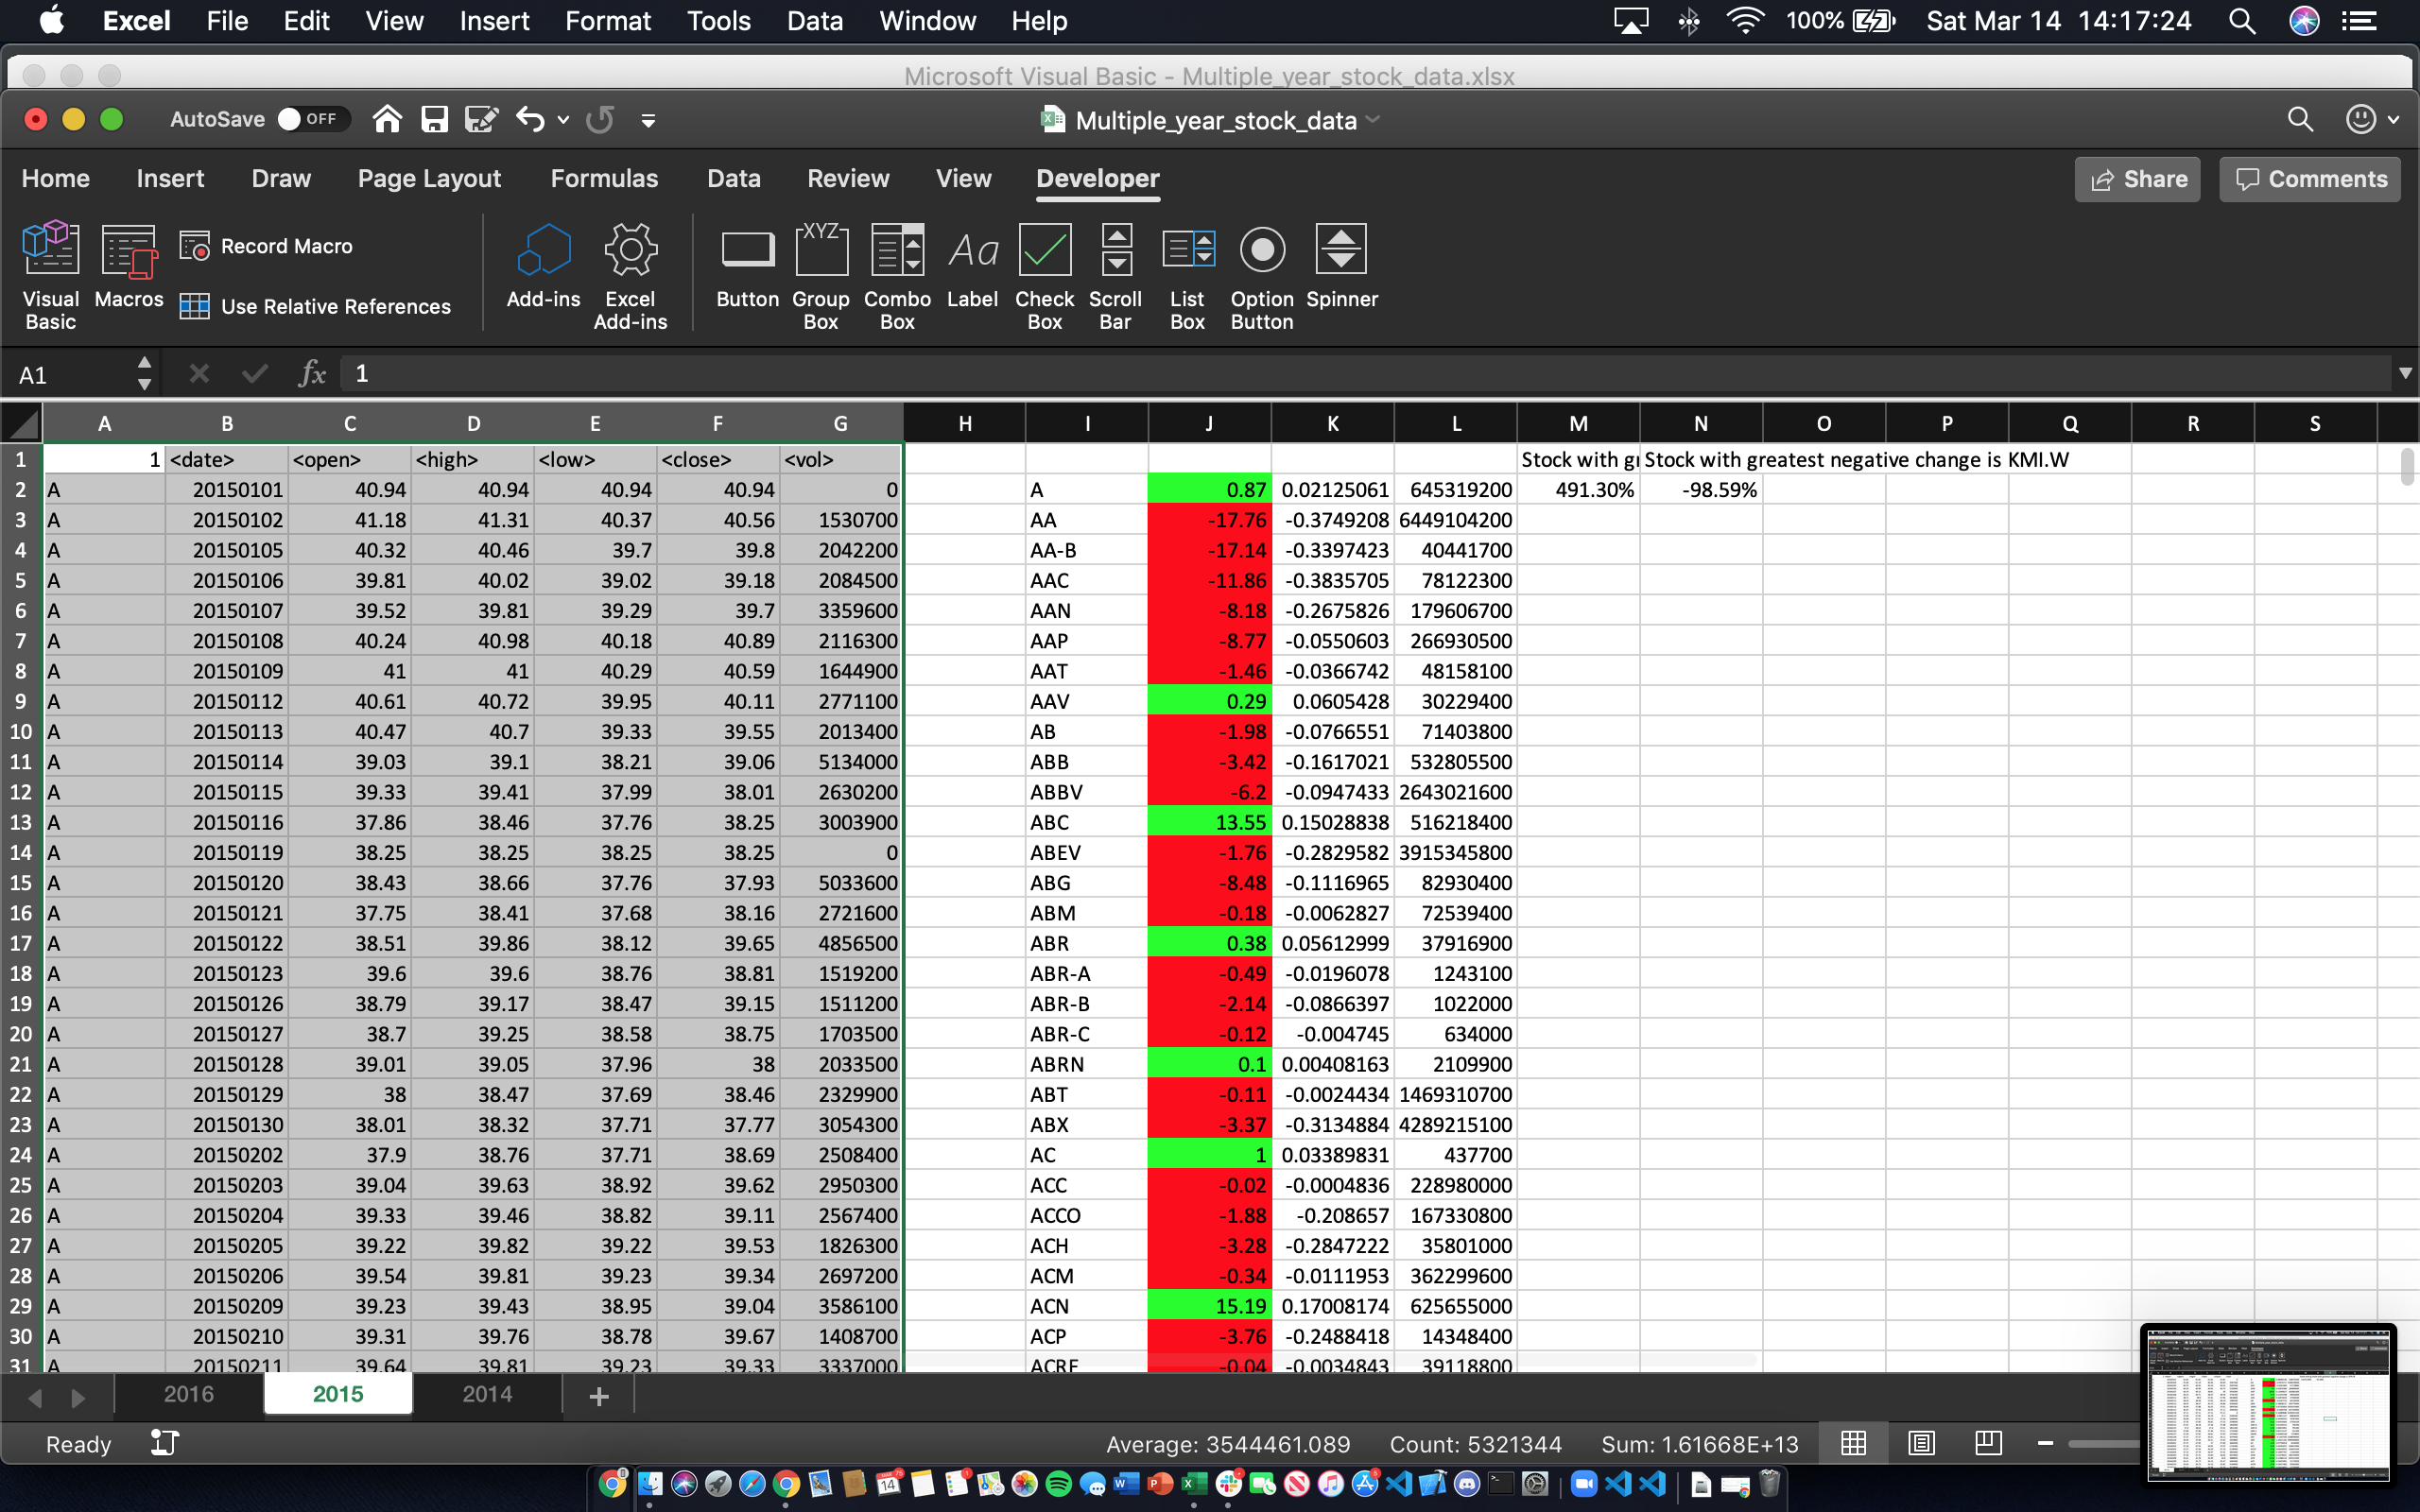 Excel File Edit View Insert Format Tools Data Window Help 100% Sat Mar 14 14:17:24
Microsoft Visual Basic - Multiple_year_stock_data.xlsx
AutoSave OFF Multiple_year_stock_data
Home Insert Draw Page Layout Formulas Data Review View Developer Share Comments
Visual Basic Macros Record Macro Use Relative References Add-ins Excel Add-ins Button Group Box Combo Box Label Check Box Scroll Bar List Box Option Button Spinner
A1 fx 1
A B C D E F G H I J K L M N O P Q R S
1 1 <date> <open> <high> <low> <close> <vol> Stock with gr Stock with greatest negative change is KMI.W
2 A 20150101 40.94 40.94 40.94 40.94 0 A 0.87 0.02125061 645319200 491.30% -98.59%
3 A 20150102 41.18 41.31 40.37 40.56 1530700 AA -17.76 -0.3749208 6449104200
4 A 20150105 40.32 40.46 39.7 39.8 2042200 AA-B -17.14 -0.3397423 40441700
5 A 20150106 39.81 40.02 39.02 39.18 2084500 AAC -11.86 -0.3835705 78122300
6 A 20150107 39.52 39.81 39.29 39.7 3359600 AAN -8.18 -0.2675826 179606700
7 A 20150108 40.24 40.98 40.18 40.89 2116300 AAP -8.77 -0.0550603 266930500
8 A 20150109 41 41 40.29 40.59 1644900 AAT -1.46 -0.0366742 48158100
9 A 20150112 40.61 40.72 39.95 40.11 2771100 AAV 0.29 0.0605428 30229400
10 A 20150113 40.47 40.7 39.33 39.55 2013400 AB -1.98 -0.0766551 71403800
11 A 20150114 39.03 39.1 38.21 39.06 5134000 ABB -3.42 -0.1617021 532805500
12 A 20150115 39.33 39.41 37.99 38.01 2630200 ABBV -6.2 -0.0947433 2643021600
13 A 20150116 37.86 38.46 37.76 38.25 3003900 ABC 13.55 0.15028838 516218400
14 A 20150119 38.25 38.25 38.25 38.25 0 ABEV -1.76 -0.2829582 3915345800
15 A 20150120 38.43 38.66 37.76 37.93 5033600 ABG -8.48 -0.1116965 82930400
16 A 20150121 37.75 38.41 37.68 38.16 2721600 ABM -0.18 -0.0062827 72539400
17 A 20150122 38.51 39.86 38.12 39.65 4856500 ABR 0.38 0.05612999 37916900
18 A 20150123 39.6 39.6 38.76 38.81 1519200 ABR-A -0.49 -0.0196078 1243100
19 A 20150126 38.79 39.17 38.47 39.15 1511200 ABR-B -2.14 -0.0866397 1022000
20 A 20150127 38.7 39.25 38.58 38.75 1703500 ABR-C -0.12 -0.004745 634000
21 A 20150128 39.01 39.05 37.96 38 2033500 ABRN 0.1 0.00408163 2109900
22 A 20150129 38 38.47 37.69 38.46 2329900 ABT -0.11 -0.0024434 1469310700
23 A 20150130 38.01 38.32 37.71 37.77 3054300 ABX -3.37 -0.3134884 4289215100
24 A 20150202 37.9 38.76 37.71 38.69 2508400 AC 1 0.03389831 437700
25 A 20150203 39.04 39.63 38.92 39.62 2950300 ACC -0.02 -0.0004836 228980000
26 A 20150204 39.33 39.46 38.82 39.11 2567400 ACCO -1.88 -0.208657 167330800
27 A 20150205 39.22 39.82 39.22 39.53 1826300 ACH -3.28 -0.2847222 35801000
28 A 20150206 39.54 39.81 39.23 39.34 2697200 ACM -0.34 -0.0111953 362299600
29 A 20150209 39.23 39.43 38.95 39.04 3586100 ACN 15.19 0.17008174 625655000
30 A 20150210 39.31 39.76 38.78 39.67 1408700 ACP -3.76 -0.2488418 14348400
31 A 20150211 39.64 39.81 39.23 39.33 3337000 ACRE -0.04 -0.0034843 39118800
2016 2015 2014 +
Ready Average: 3544461.089 Count: 5321344 Sum: 1.61668E+13